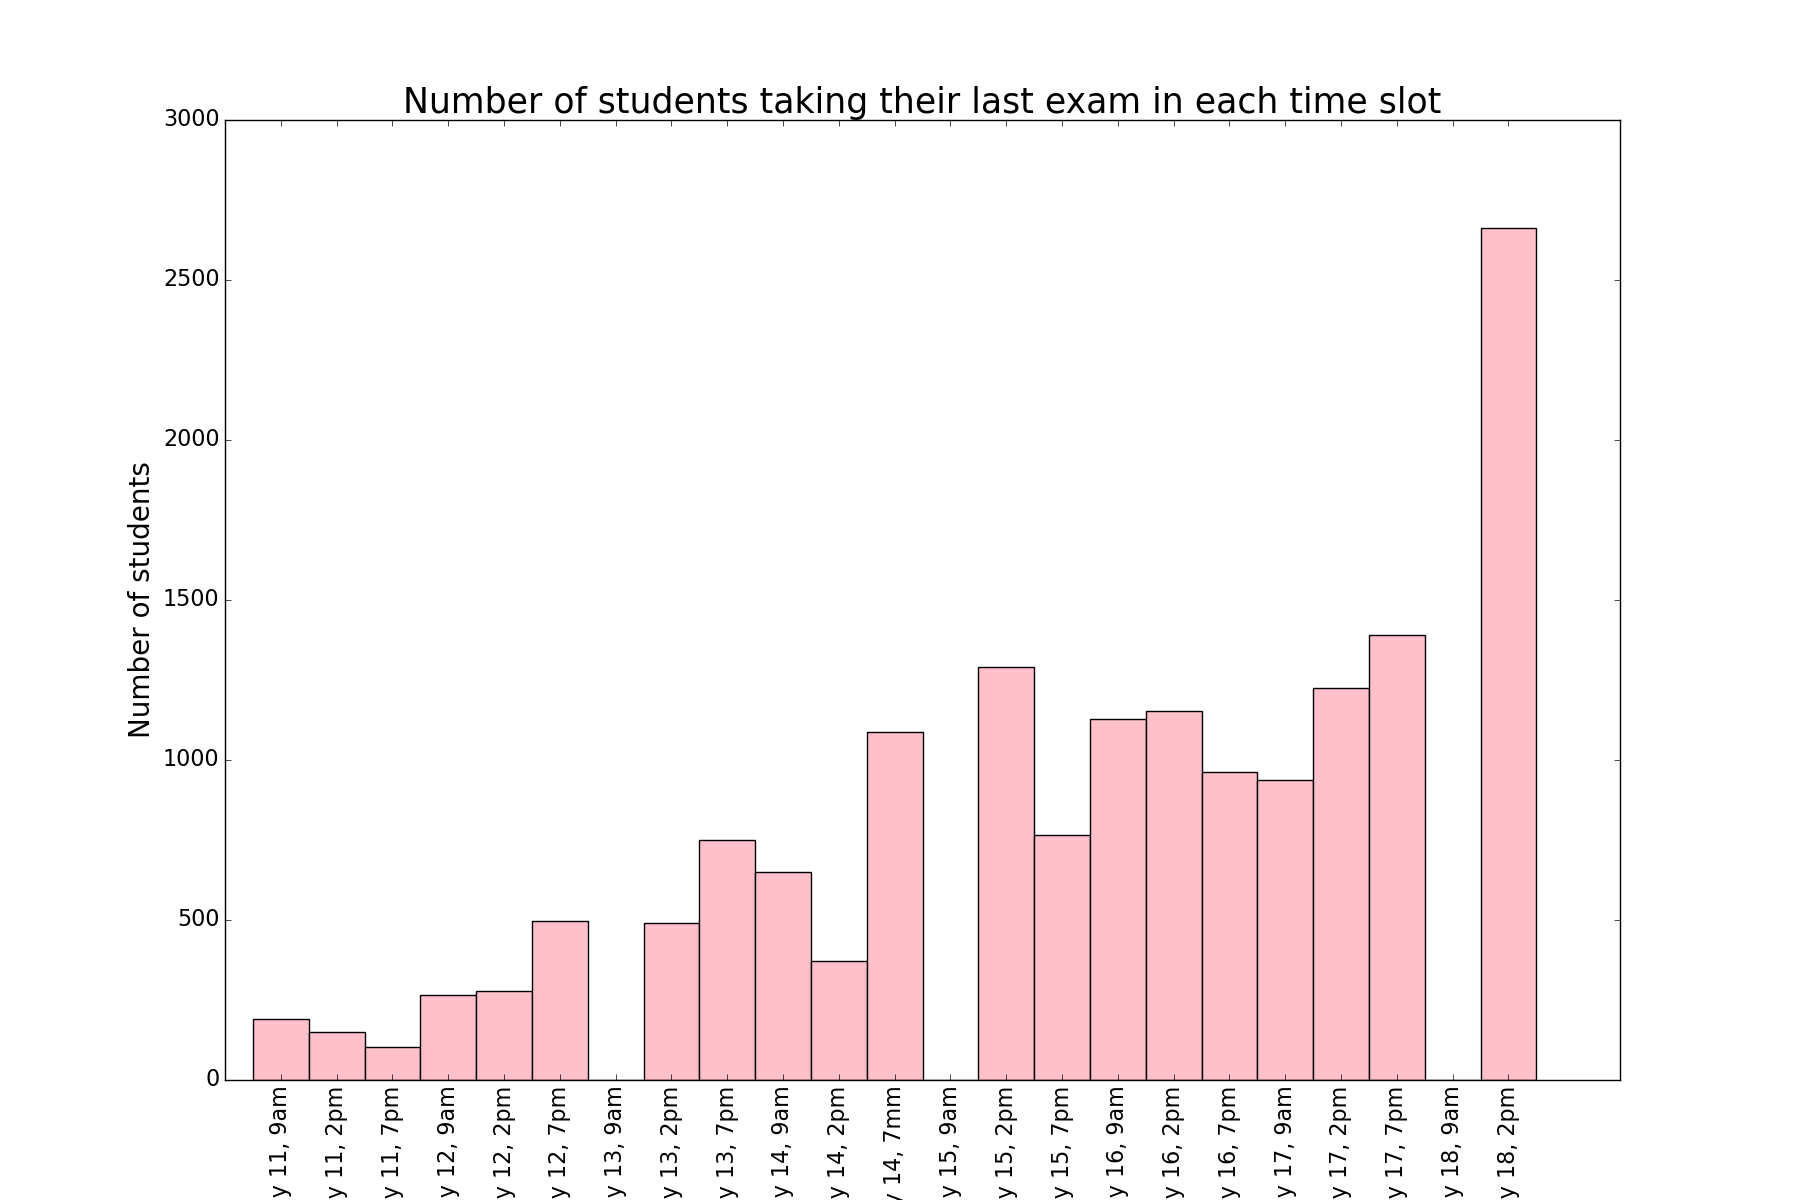 Number of students taking their last exam in each time slot
Number of students
3000
2500
2000
1500
1000
500
0
y 11, 9am
y 11, 2pm
y 11, 7pm
y 12, 9am
y 12, 2pm
y 12, 7pm
y 13, 9am
y 13, 2pm
y 13, 7pm
y 14, 9am
y 14, 2pm
y 14, 7mm
y 15, 9am
y 15, 2pm
y 15, 7pm
y 16, 9am
y 16, 2pm
y 16, 7pm
y 17, 9am
y 17, 2pm
y 17, 7pm
y 18, 9am
y 18, 2pm